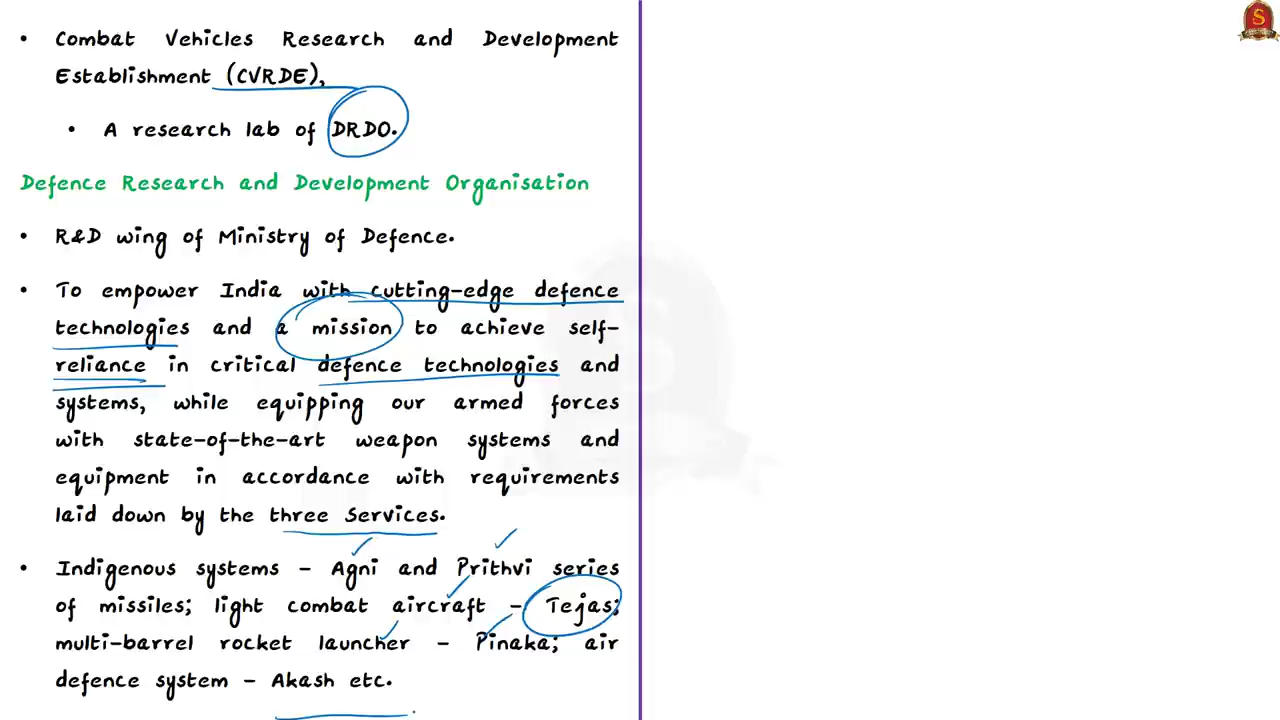 • Combat Vehicles Research and Development
Establishment (CVRDE),
• A research lab of DRDO.
Defence Research and Development Organisation
• R&D wing of Ministry of Defence.
• To empower India with cutting-edge defence
technologies and a mission to achieve self-
reliance in critical defence technologies and
systems, while equipping our armed forces
with state-of-the-art weapon systems and
equipment in accordance with requirements
laid down by the three Services.
• Indigenous systems - Agni and Prithvi series
of missiles; light combat aircraft - Tejas;
multi-barrel rocket launcher - Pinaka; air
defence system - Akash etc.
S